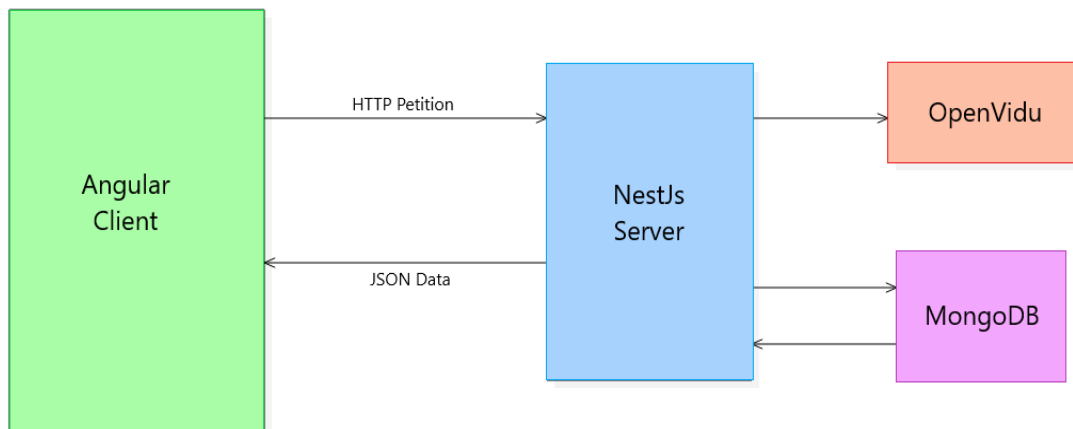 Angular
Client
HTTP Petition
JSON Data
NestJs
Server
OpenVidu
MongoDB